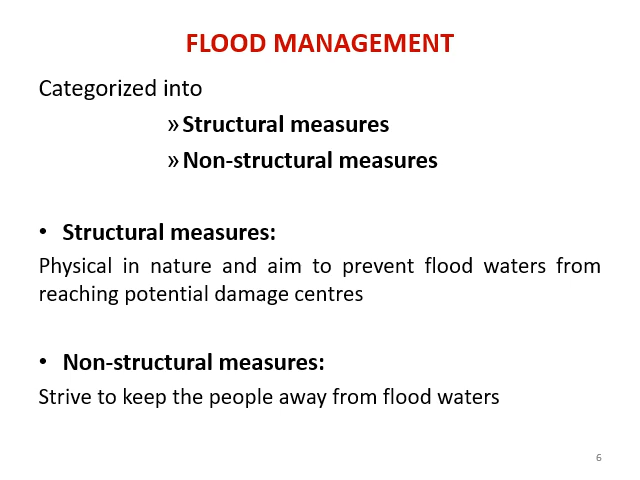 FLOOD MANAGEMENT
Categorized into
» Structural measures
» Non-structural measures
• Structural measures:
Physical in nature and aim to prevent flood waters from
reaching potential damage centres
• Non-structural measures:
Strive to keep the people away from flood waters
6